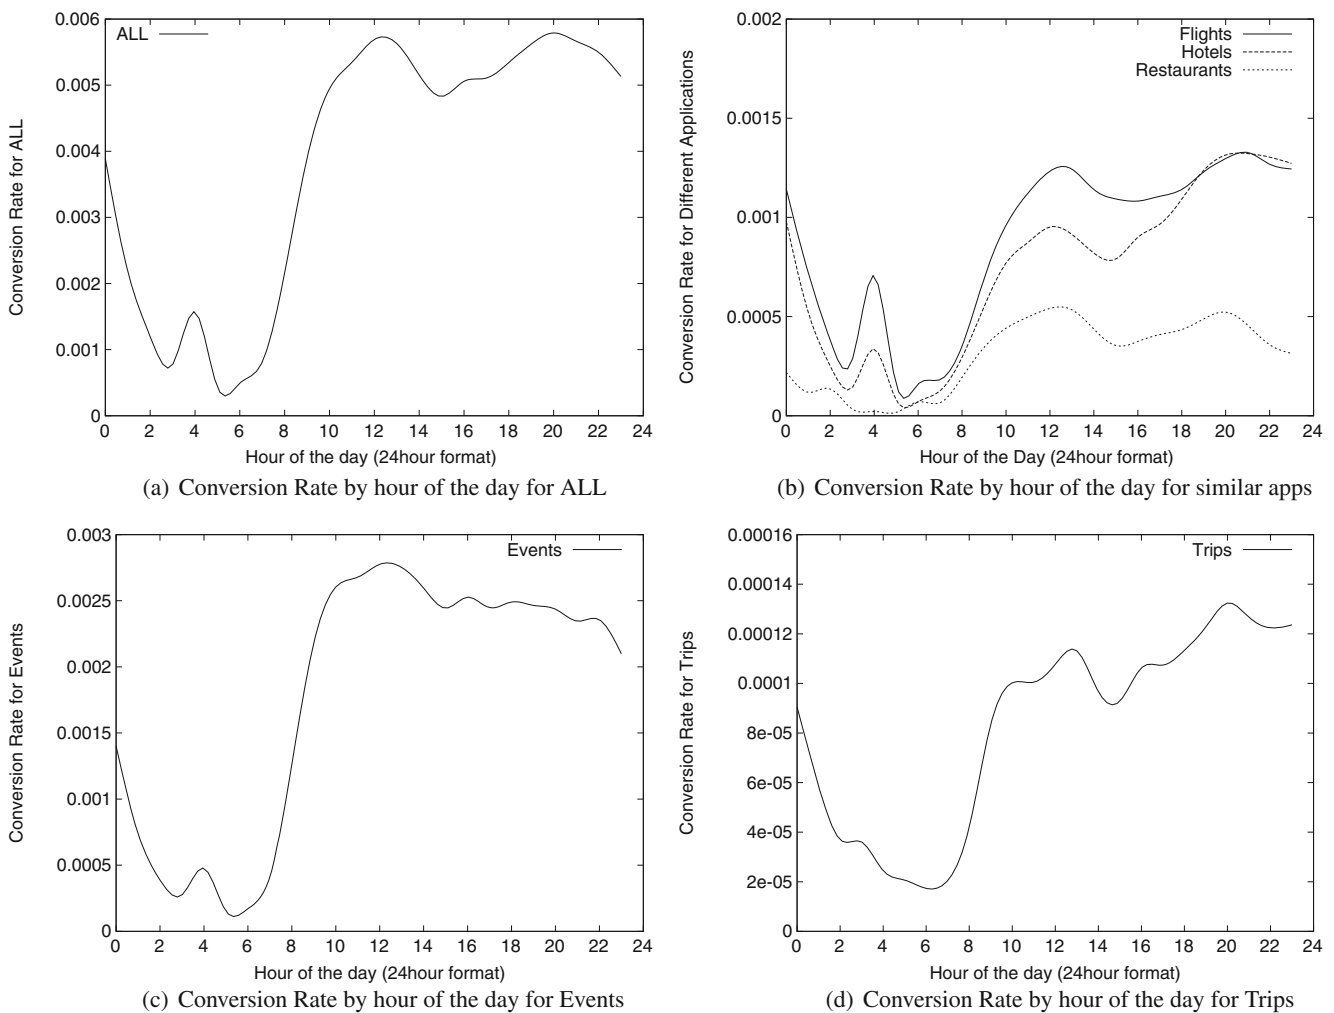 0.006
0.005
0.004
0.003
0.002
0.001
0
ALL
Conversion Rate for ALL
0 2 4 6 8 10 12 14 16 18 20 22 24
Hour of the day (24hour format)
(a) Conversion Rate by hour of the day for ALL
0.002
0.0015
0.001
0.0005
0
Flights
Hotels
Restaurants
Conversion Rate for Different Applications
0 2 4 6 8 10 12 14 16 18 20 22 24
Hour of the Day (24hour format)
(b) Conversion Rate by hour of the day for similar apps
0.003
0.0025
0.002
0.0015
0.001
0.0005
0
Events
Conversion Rate for Events
0 2 4 6 8 10 12 14 16 18 20 22 24
Hour of the day (24hour format)
(c) Conversion Rate by hour of the day for Events
0.00016
0.00014
0.00012
0.0001
8e-05
6e-05
4e-05
2e-05
0
Trips
Conversion Rate for Trips
0 2 4 6 8 10 12 14 16 18 20 22 24
Hour of the day (24hour format)
(d) Conversion Rate by hour of the day for Trips